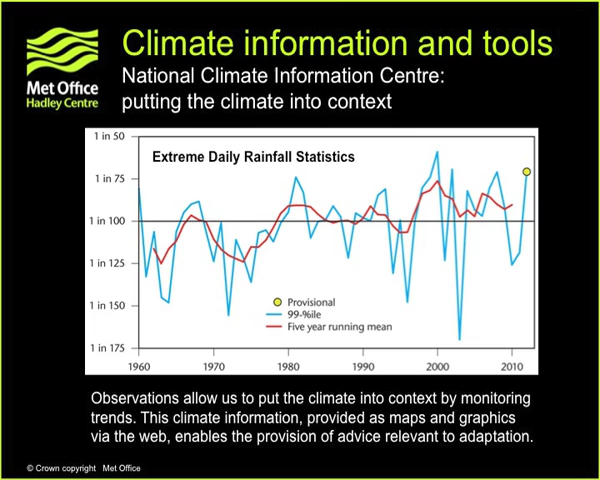 Met Office
Hadley Centre
Climate information and tools
National Climate Information Centre:
putting the climate into context
Extreme Daily Rainfall Statistics
1 in 50
1 in 75
1 in 100
1 in 125
1 in 150
1 in 175
Provisional
99-%ile
Five year running mean
1960 1970 1980 1990 2000 2010
Observations allow us to put the climate into context by monitoring
trends. This climate information, provided as maps and graphics
via the web, enables the provision of advice relevant to adaptation.
© Crown copyright Met Office